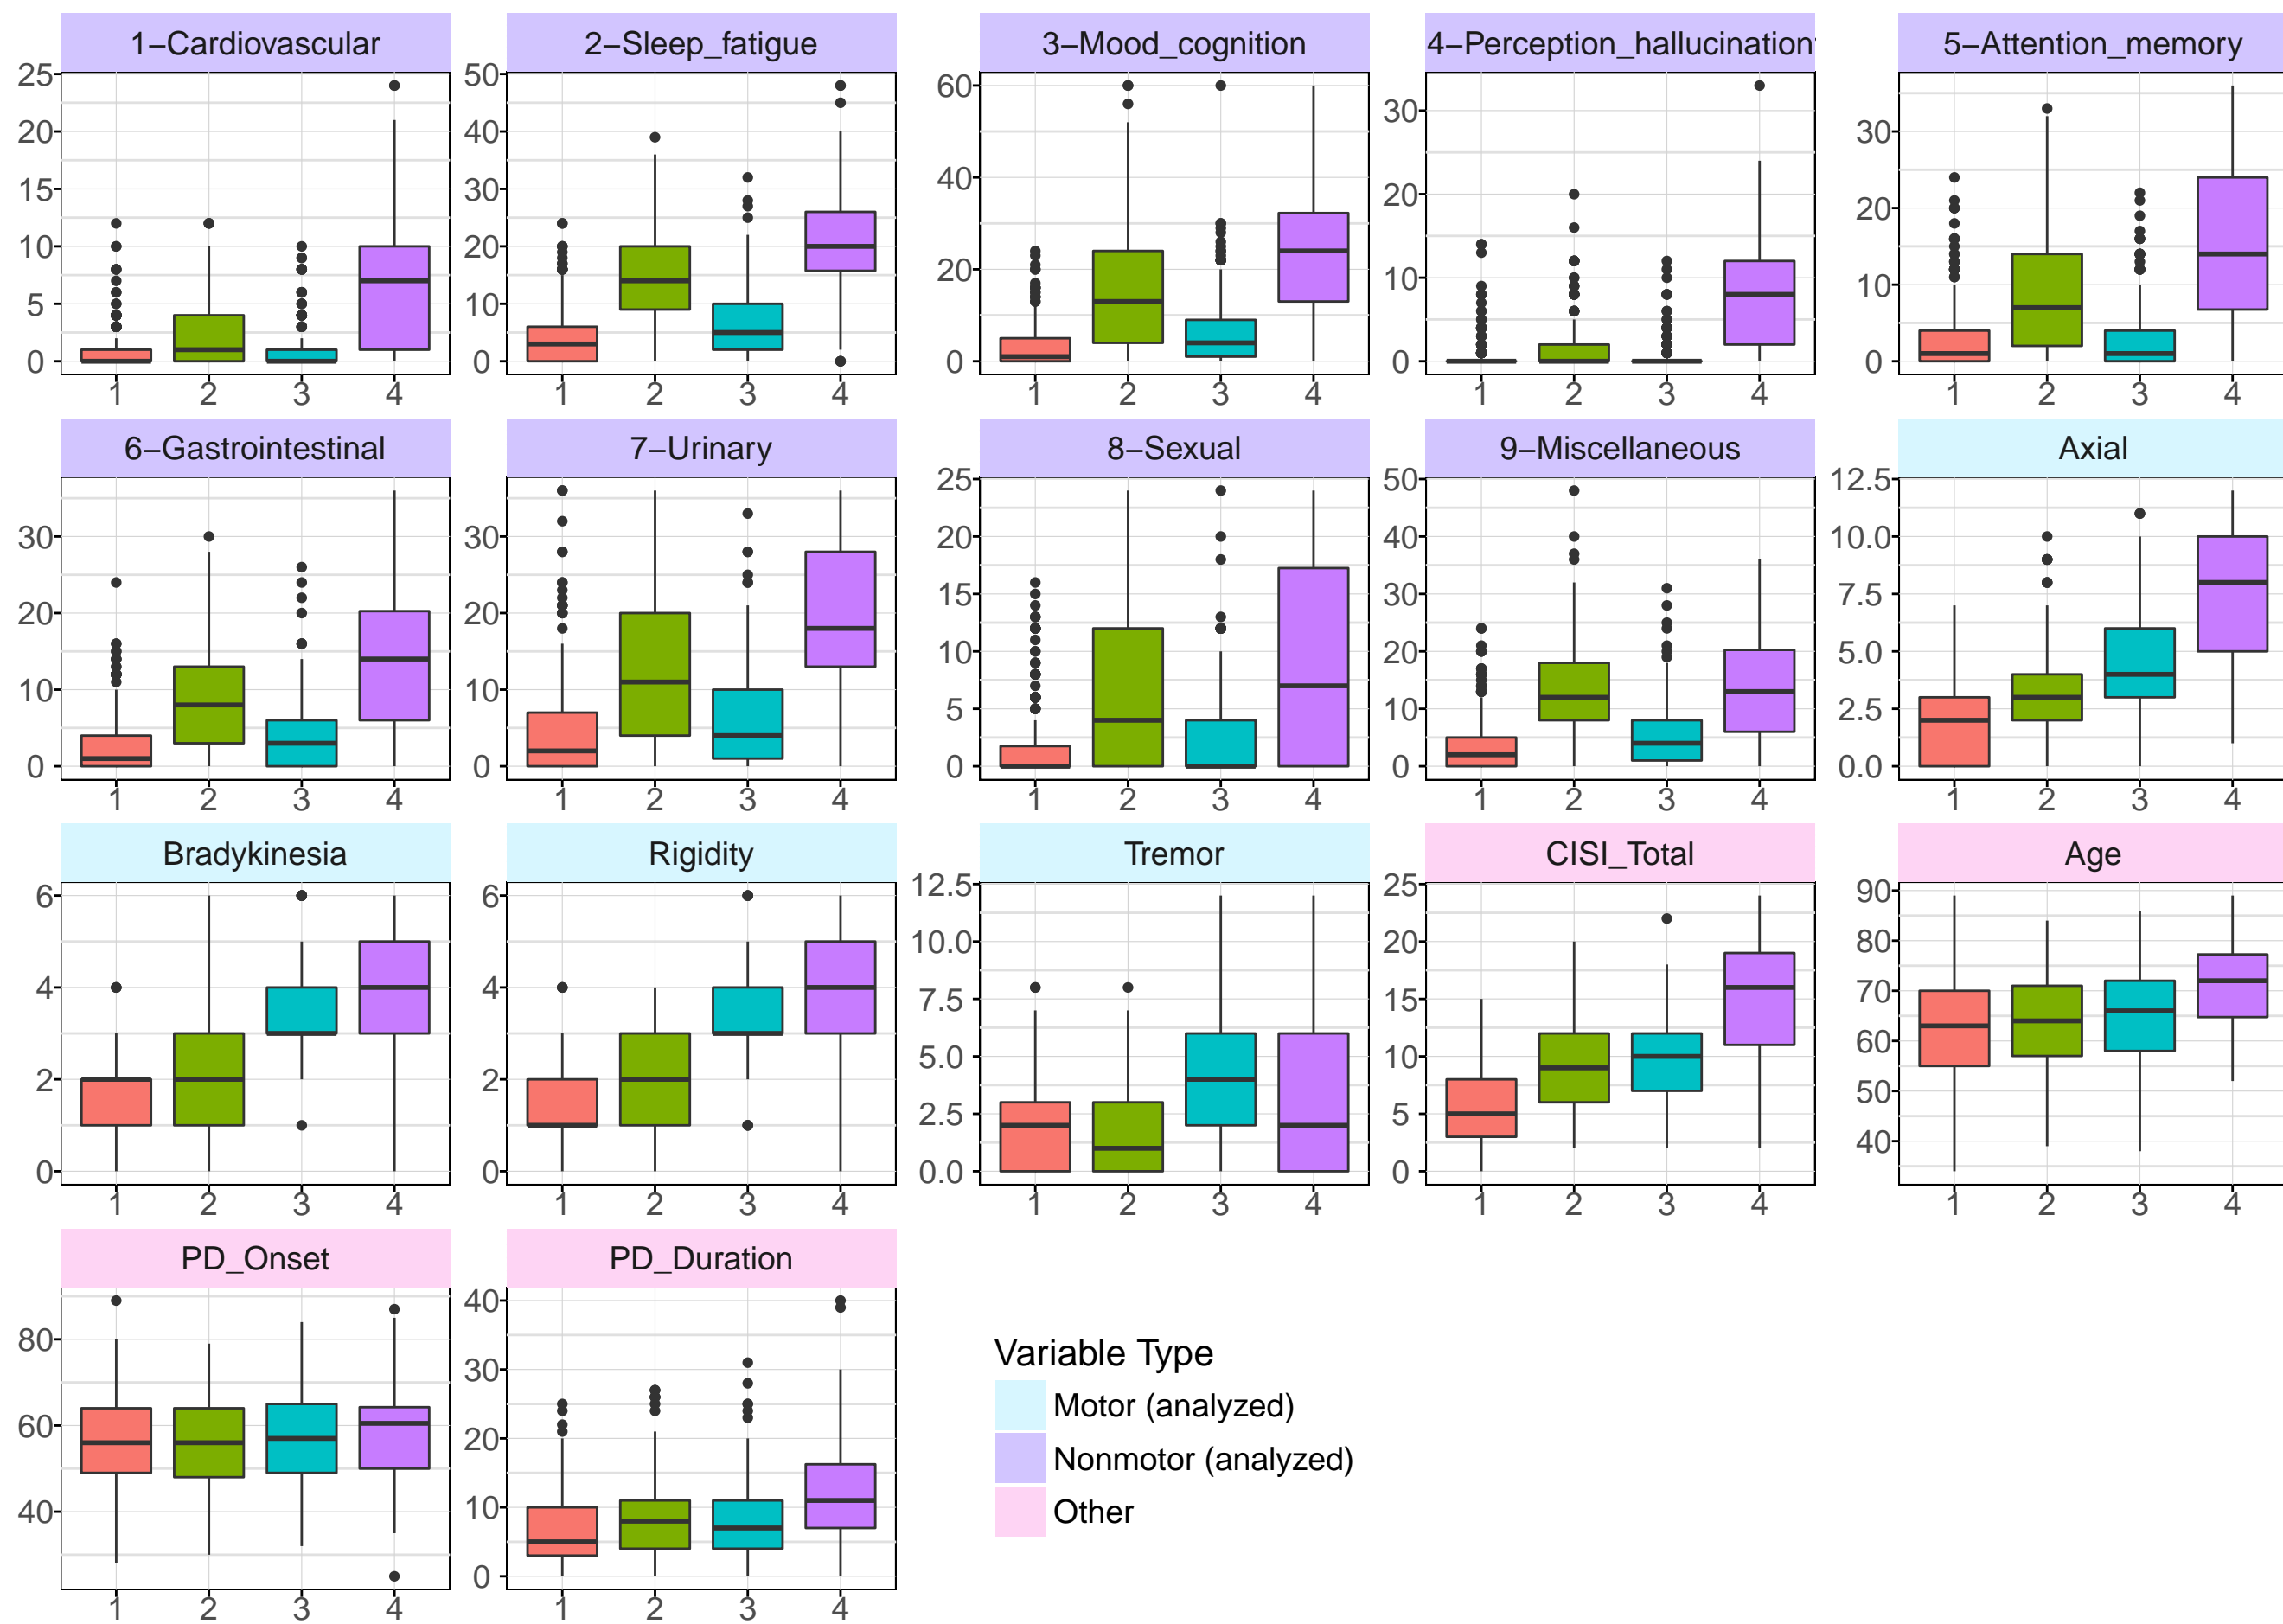 1−Cardiovascular
2−Sleep_fatigue
3−Mood_cognition
4−Perception_hallucination
5−Attention_memory
25
20
15
10
5
0
1 2 3 4
50
40
30
20
10
0
1 2 3 4
60
40
20
0
1 2 3 4
30
20
10
0
1 2 3 4
30
20
10
0
1 2 3 4
6−Gastrointestinal
7−Urinary
8−Sexual
9−Miscellaneous
Axial
30
20
10
0
1 2 3 4
30
20
10
0
1 2 3 4
25
20
15
10
5
0
1 2 3 4
50
40
30
20
10
0
1 2 3 4
12.5
10.0
7.5
5.0
2.5
0.0
1 2 3 4
Bradykinesia
Rigidity
Tremor
CISI_Total
Age
6
4
2
0
1 2 3 4
6
4
2
0
1 2 3 4
12.5
10.0
7.5
5.0
2.5
0.0
1 2 3 4
25
20
15
10
5
0
1 2 3 4
90
80
70
60
50
40
1 2 3 4
PD_Onset
PD_Duration
80
60
40
1 2 3 4
40
30
20
10
0
1 2 3 4
Variable Type
Motor (analyzed)
Nonmotor (analyzed)
Other